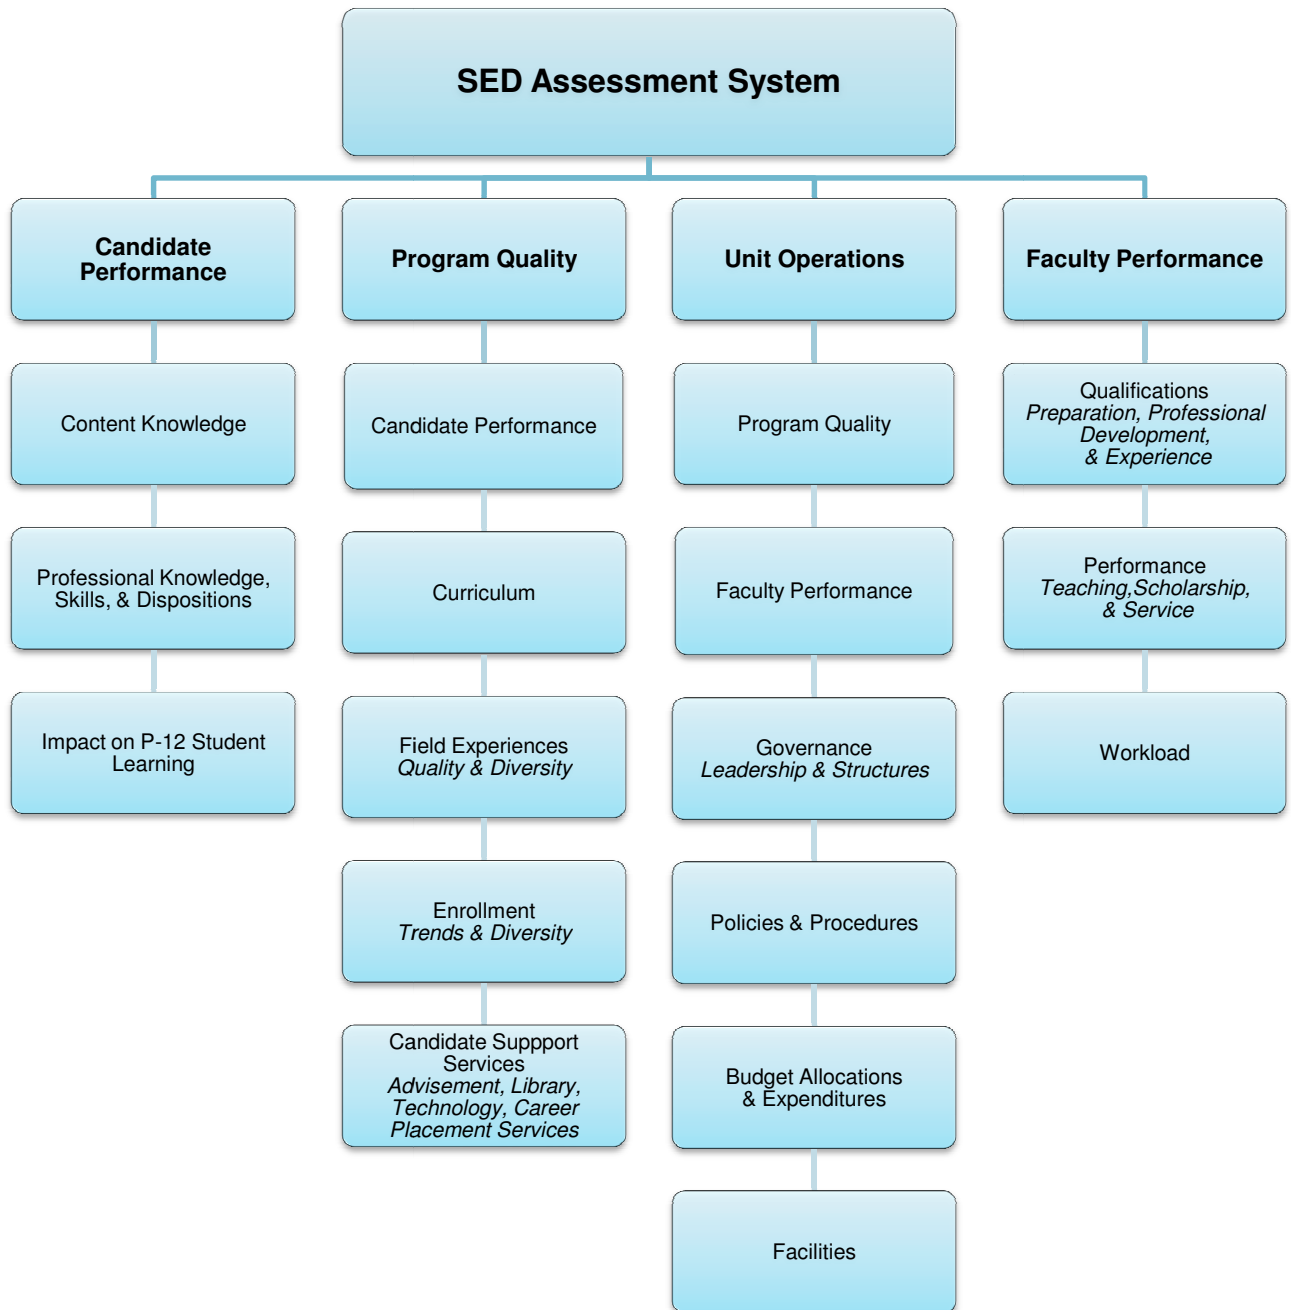 SED Assessment System
Candidate
Performance
Program Quality
Unit Operations
Faculty Performance
Content Knowledge
Professional Knowledge,
Skills, & Dispositions
Impact on P-12 Student
Learning
Candidate Performance
Curriculum
Field Experiences
Quality & Diversity
Enrollment
Trends & Diversity
Candidate Suppport
Services
Advisement, Library,
Technology, Career
Placement Services
Program Quality
Faculty Performance
Governance
Leadership & Structures
Policies & Procedures
Budget Allocations
& Expenditures
Facilities
Qualifications
Preparation, Professional
Development,
& Experience
Performance
Teaching,Scholarship,
& Service
Workload